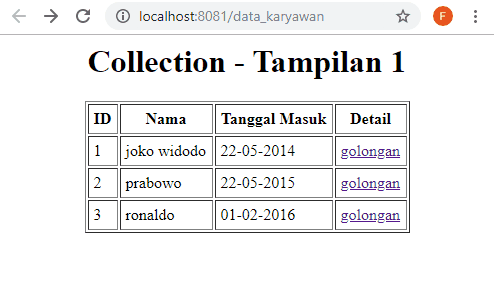 localhost:8081/data_karyawan
F
Collection - Tampilan 1
ID Nama Tanggal Masuk Detail
1 joko widodo 22-05-2014 golongan
2 prabowo 22-05-2015 golongan
3 ronaldo 01-02-2016 golongan